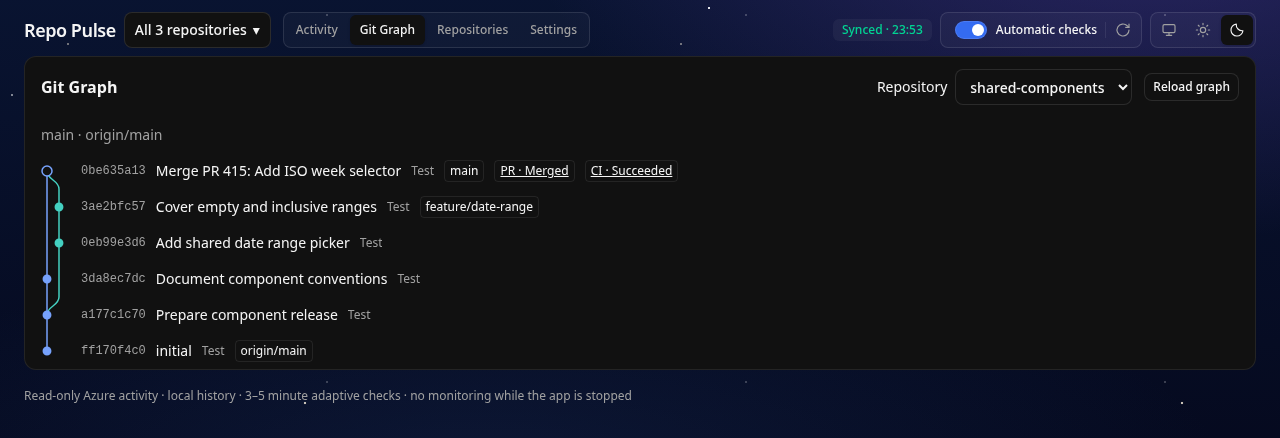 Repo Pulse All 3 repositories ▾ Activity Git Graph Repositories Settings Synced · 23:53 Automatic checks
Git Graph Repository shared-components Reload graph
main · origin/main
0be635a13 Merge PR 415: Add ISO week selector Test main PR · Merged CI · Succeeded
3ae2bfc57 Cover empty and inclusive ranges Test feature/date-range
0eb99e3d6 Add shared date range picker Test
3da8ec7dc Document component conventions Test
a177c1c70 Prepare component release Test
ff170f4c0 initial Test origin/main
Read-only Azure activity · local history · 3–5 minute adaptive checks · no monitoring while the app is stopped